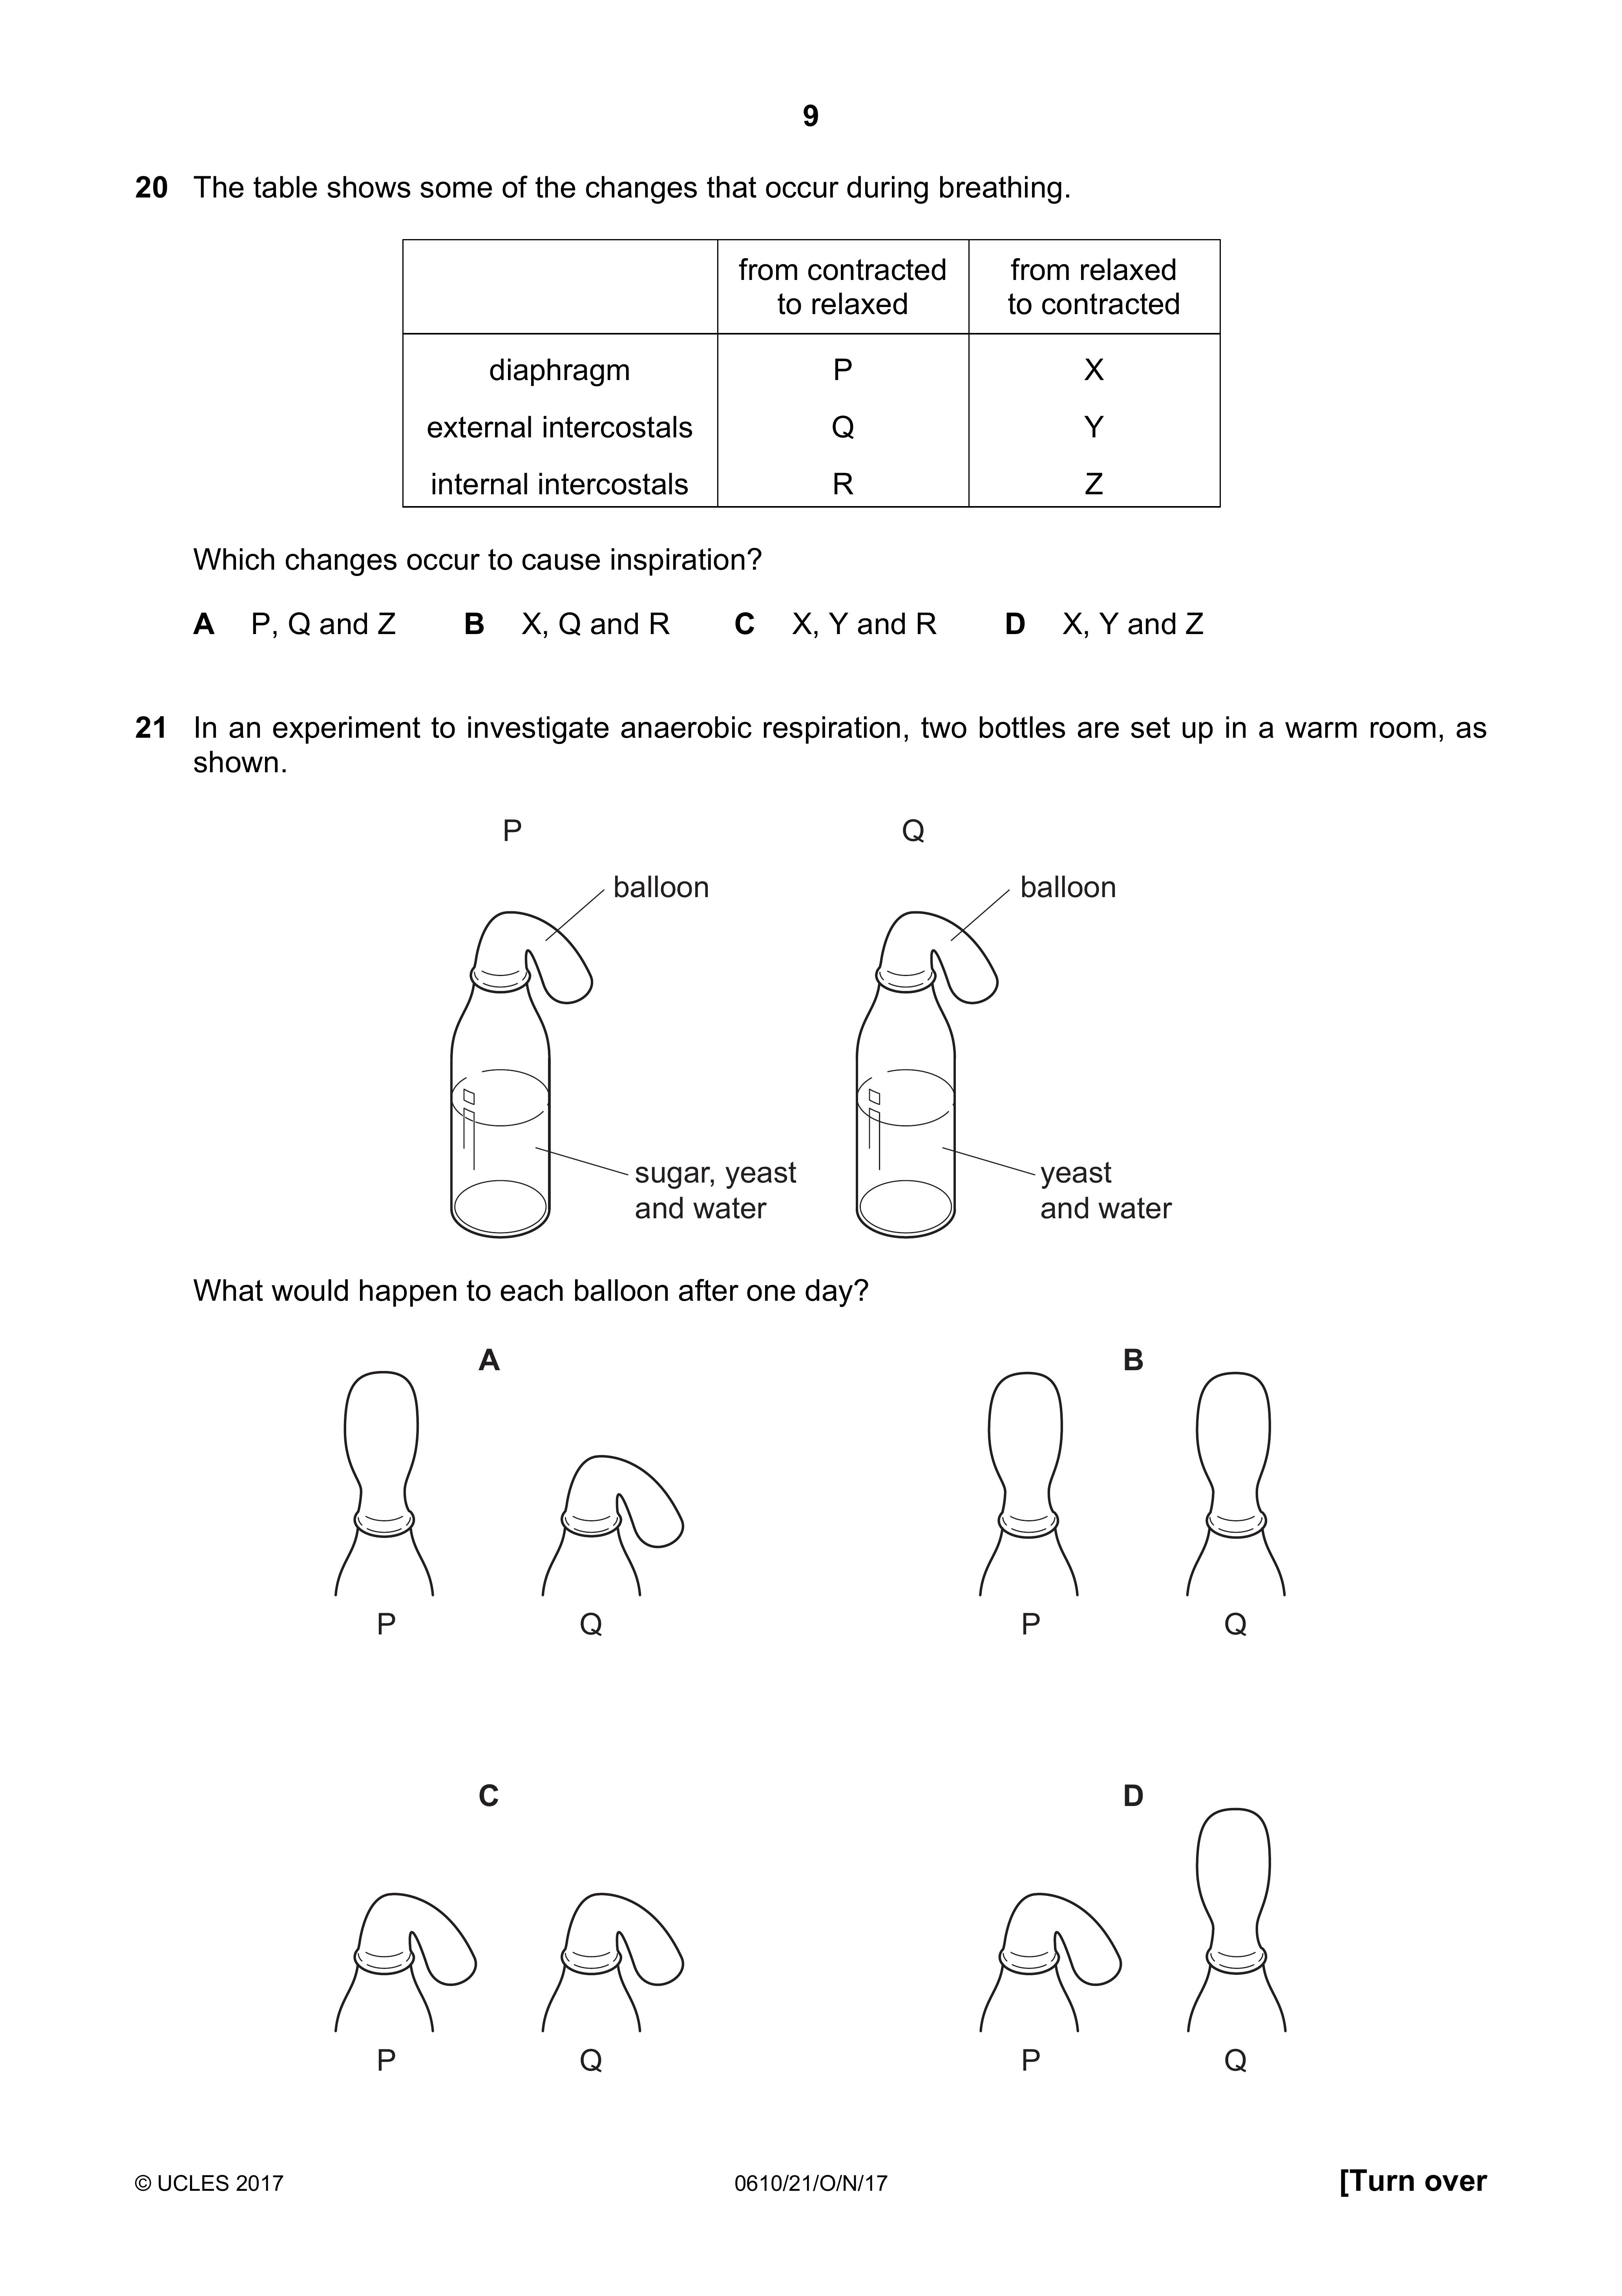 9
20 The table shows some of the changes that occur during breathing.
from contracted to relaxed from relaxed to contracted
diaphragm P X
external intercostals Q Y
internal intercostals R Z
Which changes occur to cause inspiration?
A P, Q and Z B X, Q and R C X, Y and R D X, Y and Z
21 In an experiment to investigate anaerobic respiration, two bottles are set up in a warm room, as
shown.
P Q
balloon balloon
sugar, yeast yeast
and water and water
What would happen to each balloon after one day?
A B
P Q P Q
C D
P Q P Q
© UCLES 2017 0610/21/O/N/17 [Turn over